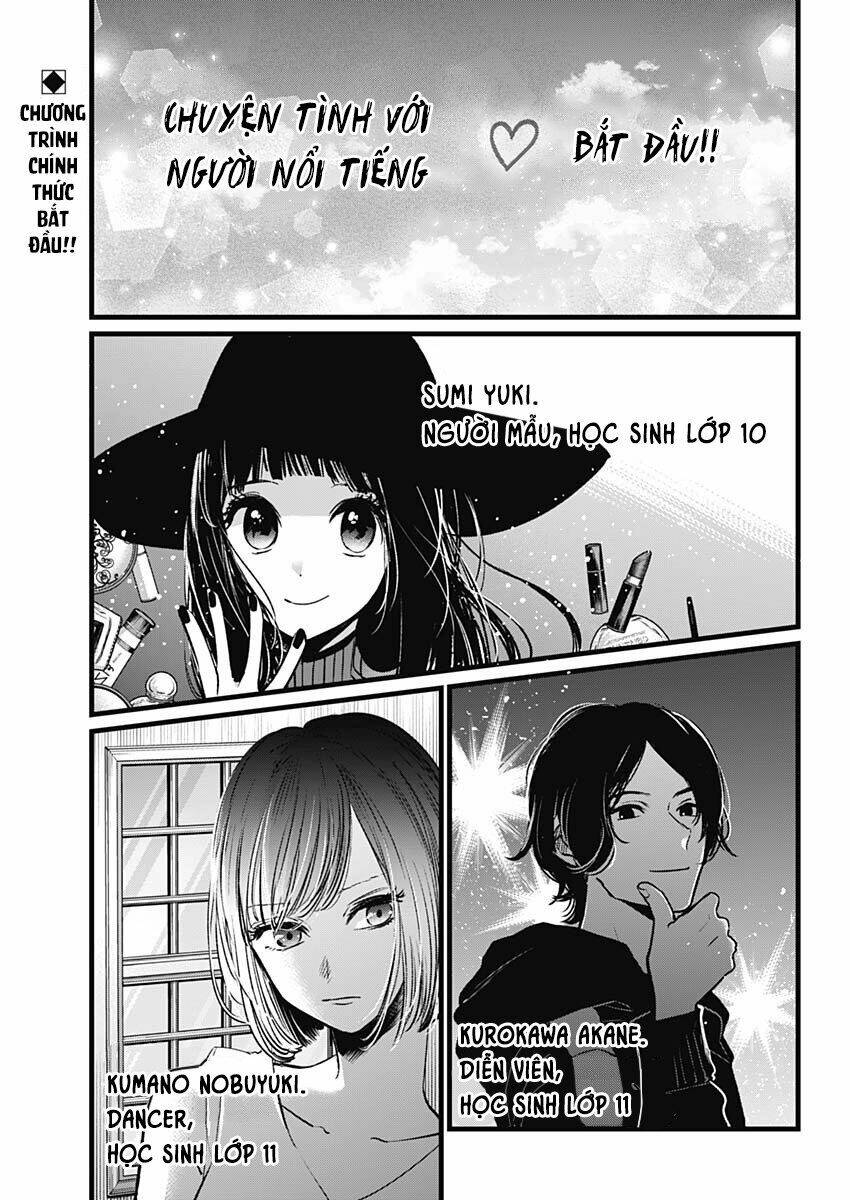 CHƯƠNG
TRÌNH
CHÍNH
THỨC
BẮT
ĐẦU!!
CHUYỆN TÌNH VỚI
NGƯỜI NỔI TIẾNG
♡ BẮT ĐẦU!!
SUMI YUKI.
NGƯỜI MẪU, HỌC SINH LỚP 10
KUROKAWA AKANE.
DIỄN VIÊN,
HỌC SINH LỚP 11
KUMANO NOBUYUKI.
DANCER,
HỌC SINH LỚP 11